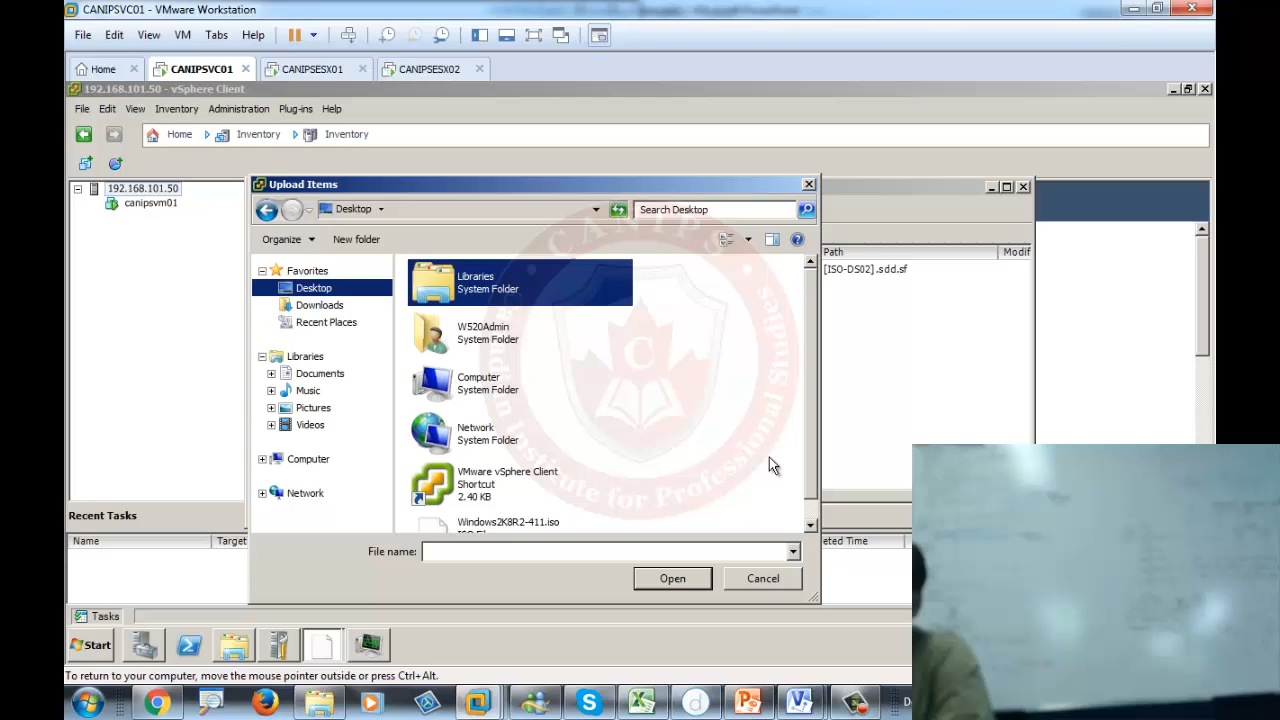 CANIPSVC01 - VMware Workstation
File Edit View VM Tabs Help
Home CANIPSVC01 CANIPSESX01 CANIPSESX02
192.168.101.50 - vSphere Client
File Edit View Inventory Administration Plug-ins Help
Home Inventory Inventory
192.168.101.50
canipsvm01
Upload Items
Desktop Search Desktop
Organize New folder
Path Modif
[ISO-DS02] .sdd.sf
Favorites
Desktop
Downloads
Recent Places
Libraries
Documents
Music
Pictures
Videos
Computer
Network
Libraries
System Folder
W520Admin
System Folder
Computer
System Folder
Network
System Folder
VMware vSphere Client
Shortcut
2.40 KB
Windows2K8R2-411.iso
CANIPS
C
for Professional Studies
File name:
Open Cancel
Recent Tasks
Name Target eted Time
Tasks
Start
To return to your computer, move the mouse pointer outside or press Ctrl+Alt.